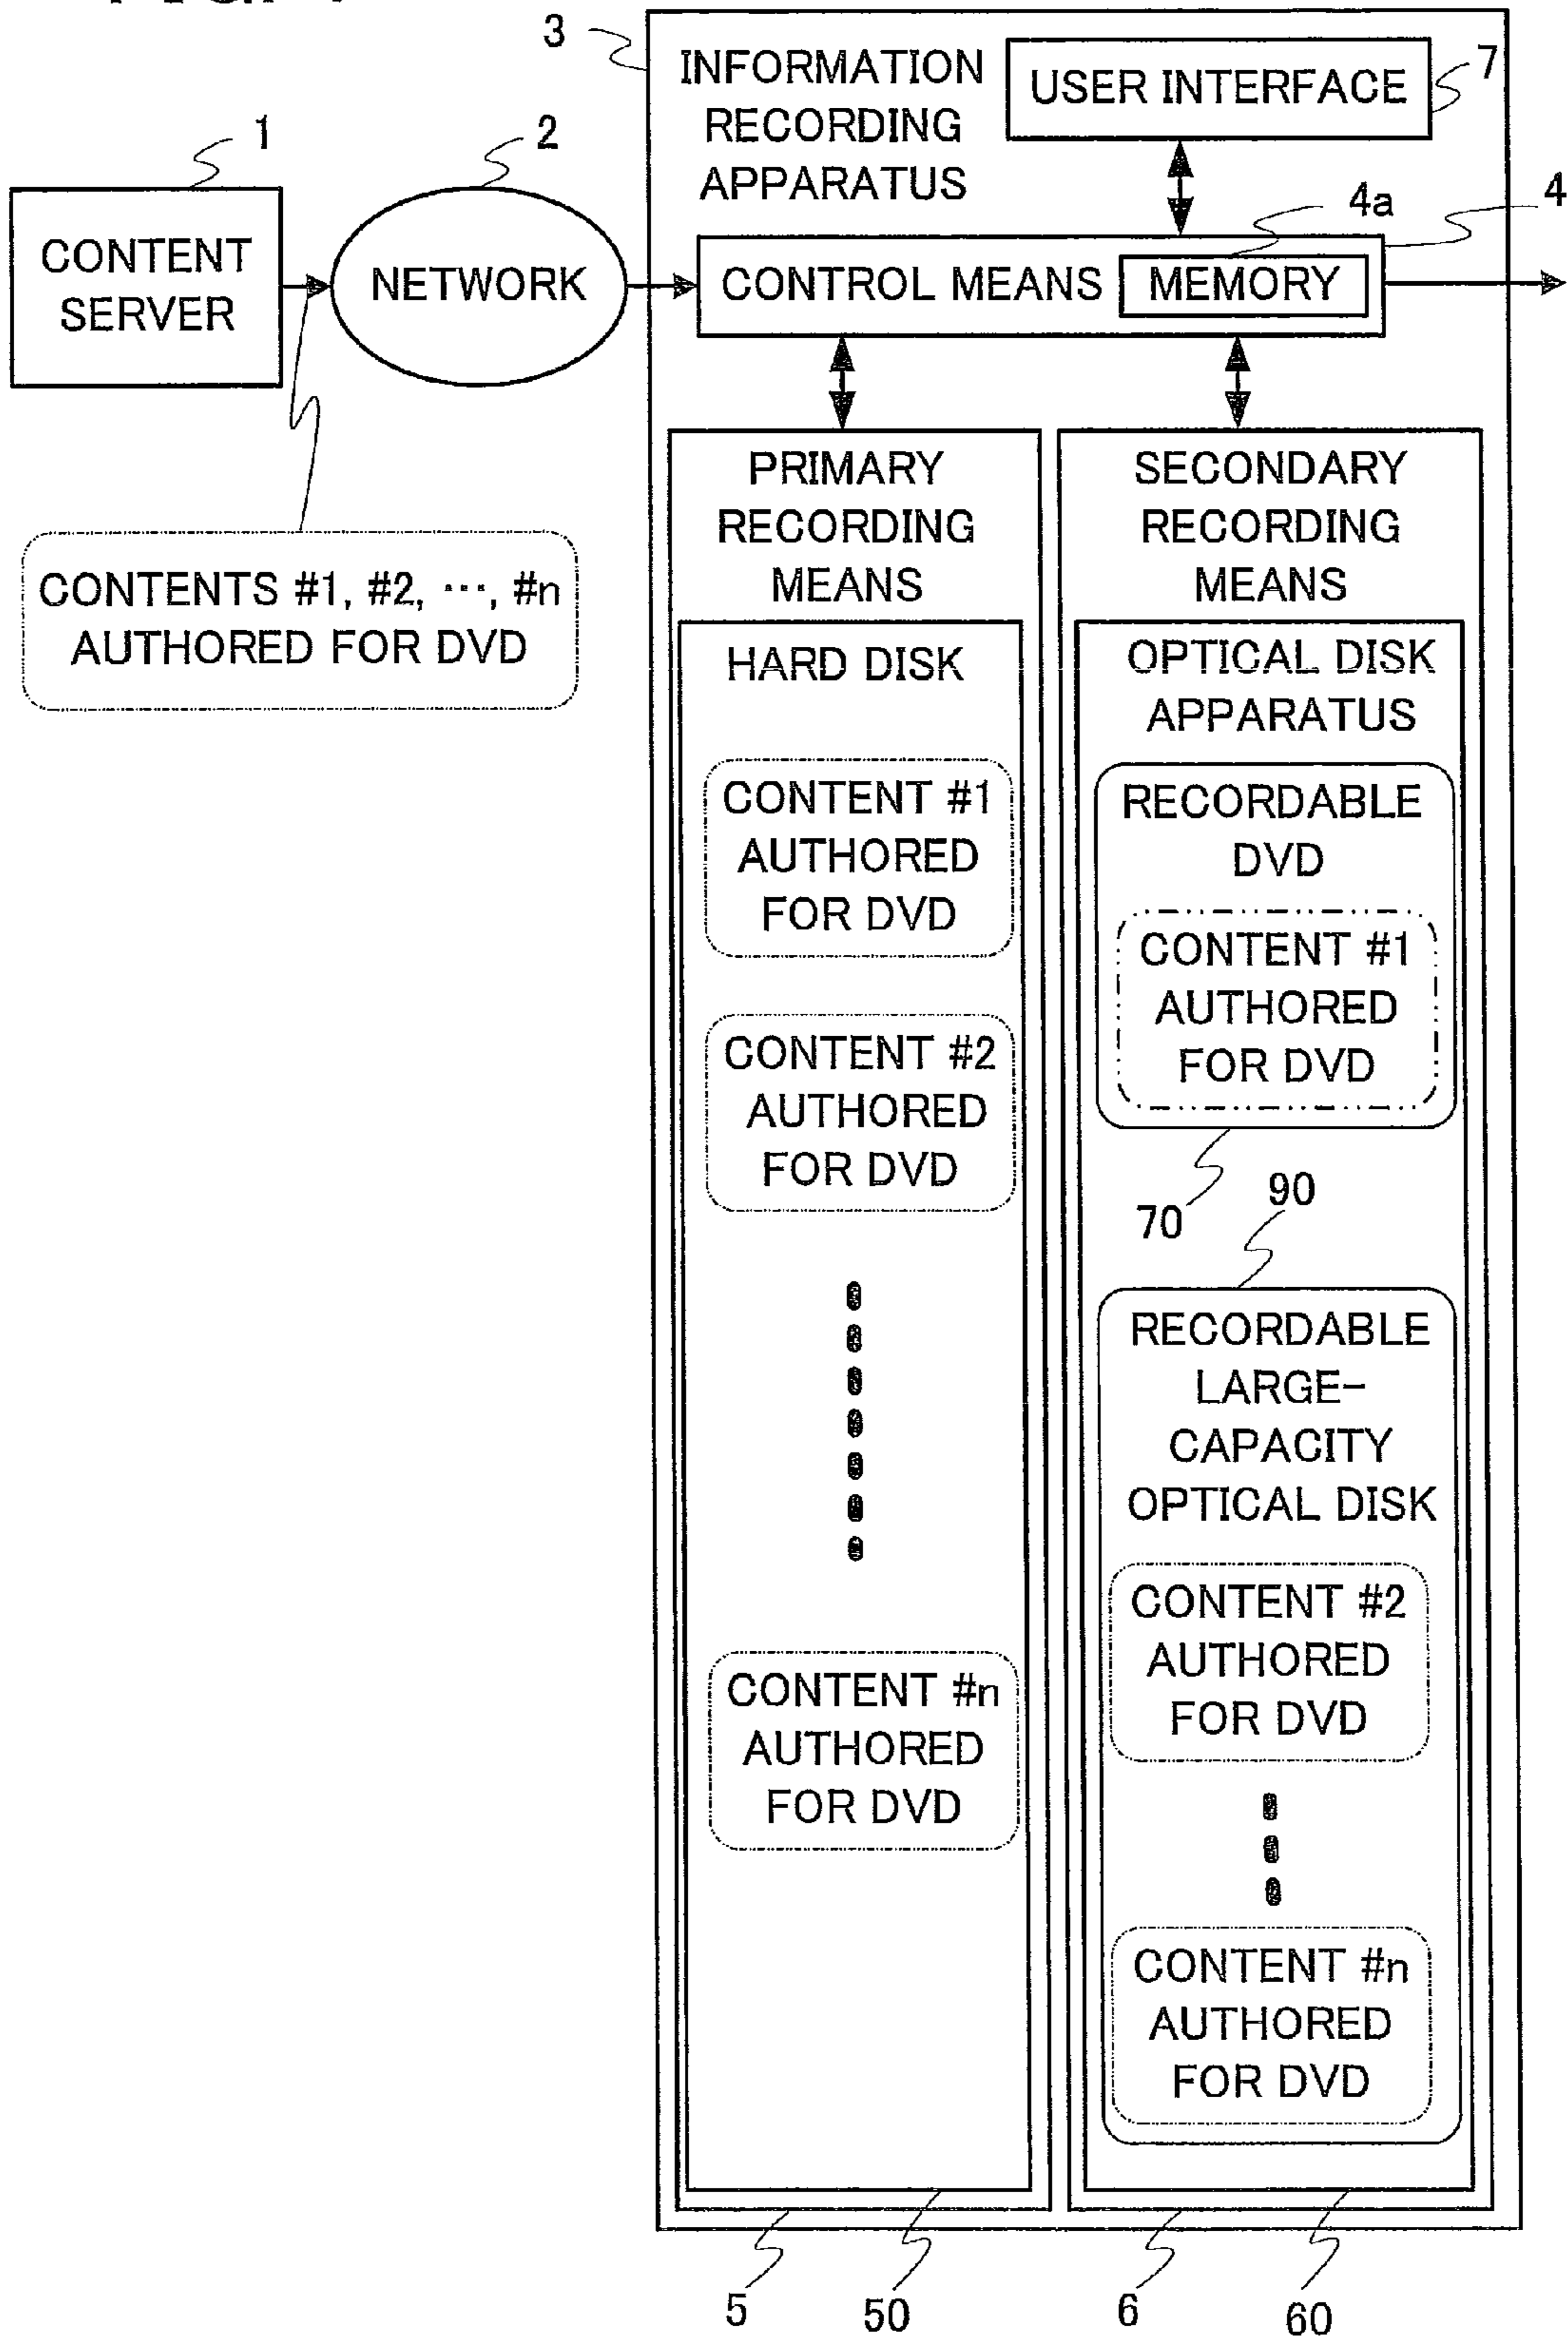 3
INFORMATION
RECORDING
APPARATUS
USER INTERFACE
7
1
2
4a
4
CONTENT
SERVER
NETWORK
CONTROL MEANS
MEMORY
CONTENTS #1, #2, ···, #n
AUTHORED FOR DVD
PRIMARY
RECORDING
MEANS
HARD DISK
CONTENT #1
AUTHORED
FOR DVD
CONTENT #2
AUTHORED
FOR DVD
CONTENT #n
AUTHORED
FOR DVD
SECONDARY
RECORDING
MEANS
OPTICAL DISK
APPARATUS
RECORDABLE
DVD
CONTENT #1
AUTHORED
FOR DVD
70
90
RECORDABLE
LARGE-
CAPACITY
OPTICAL DISK
CONTENT #2
AUTHORED
FOR DVD
CONTENT #n
AUTHORED
FOR DVD
5
50
6
60